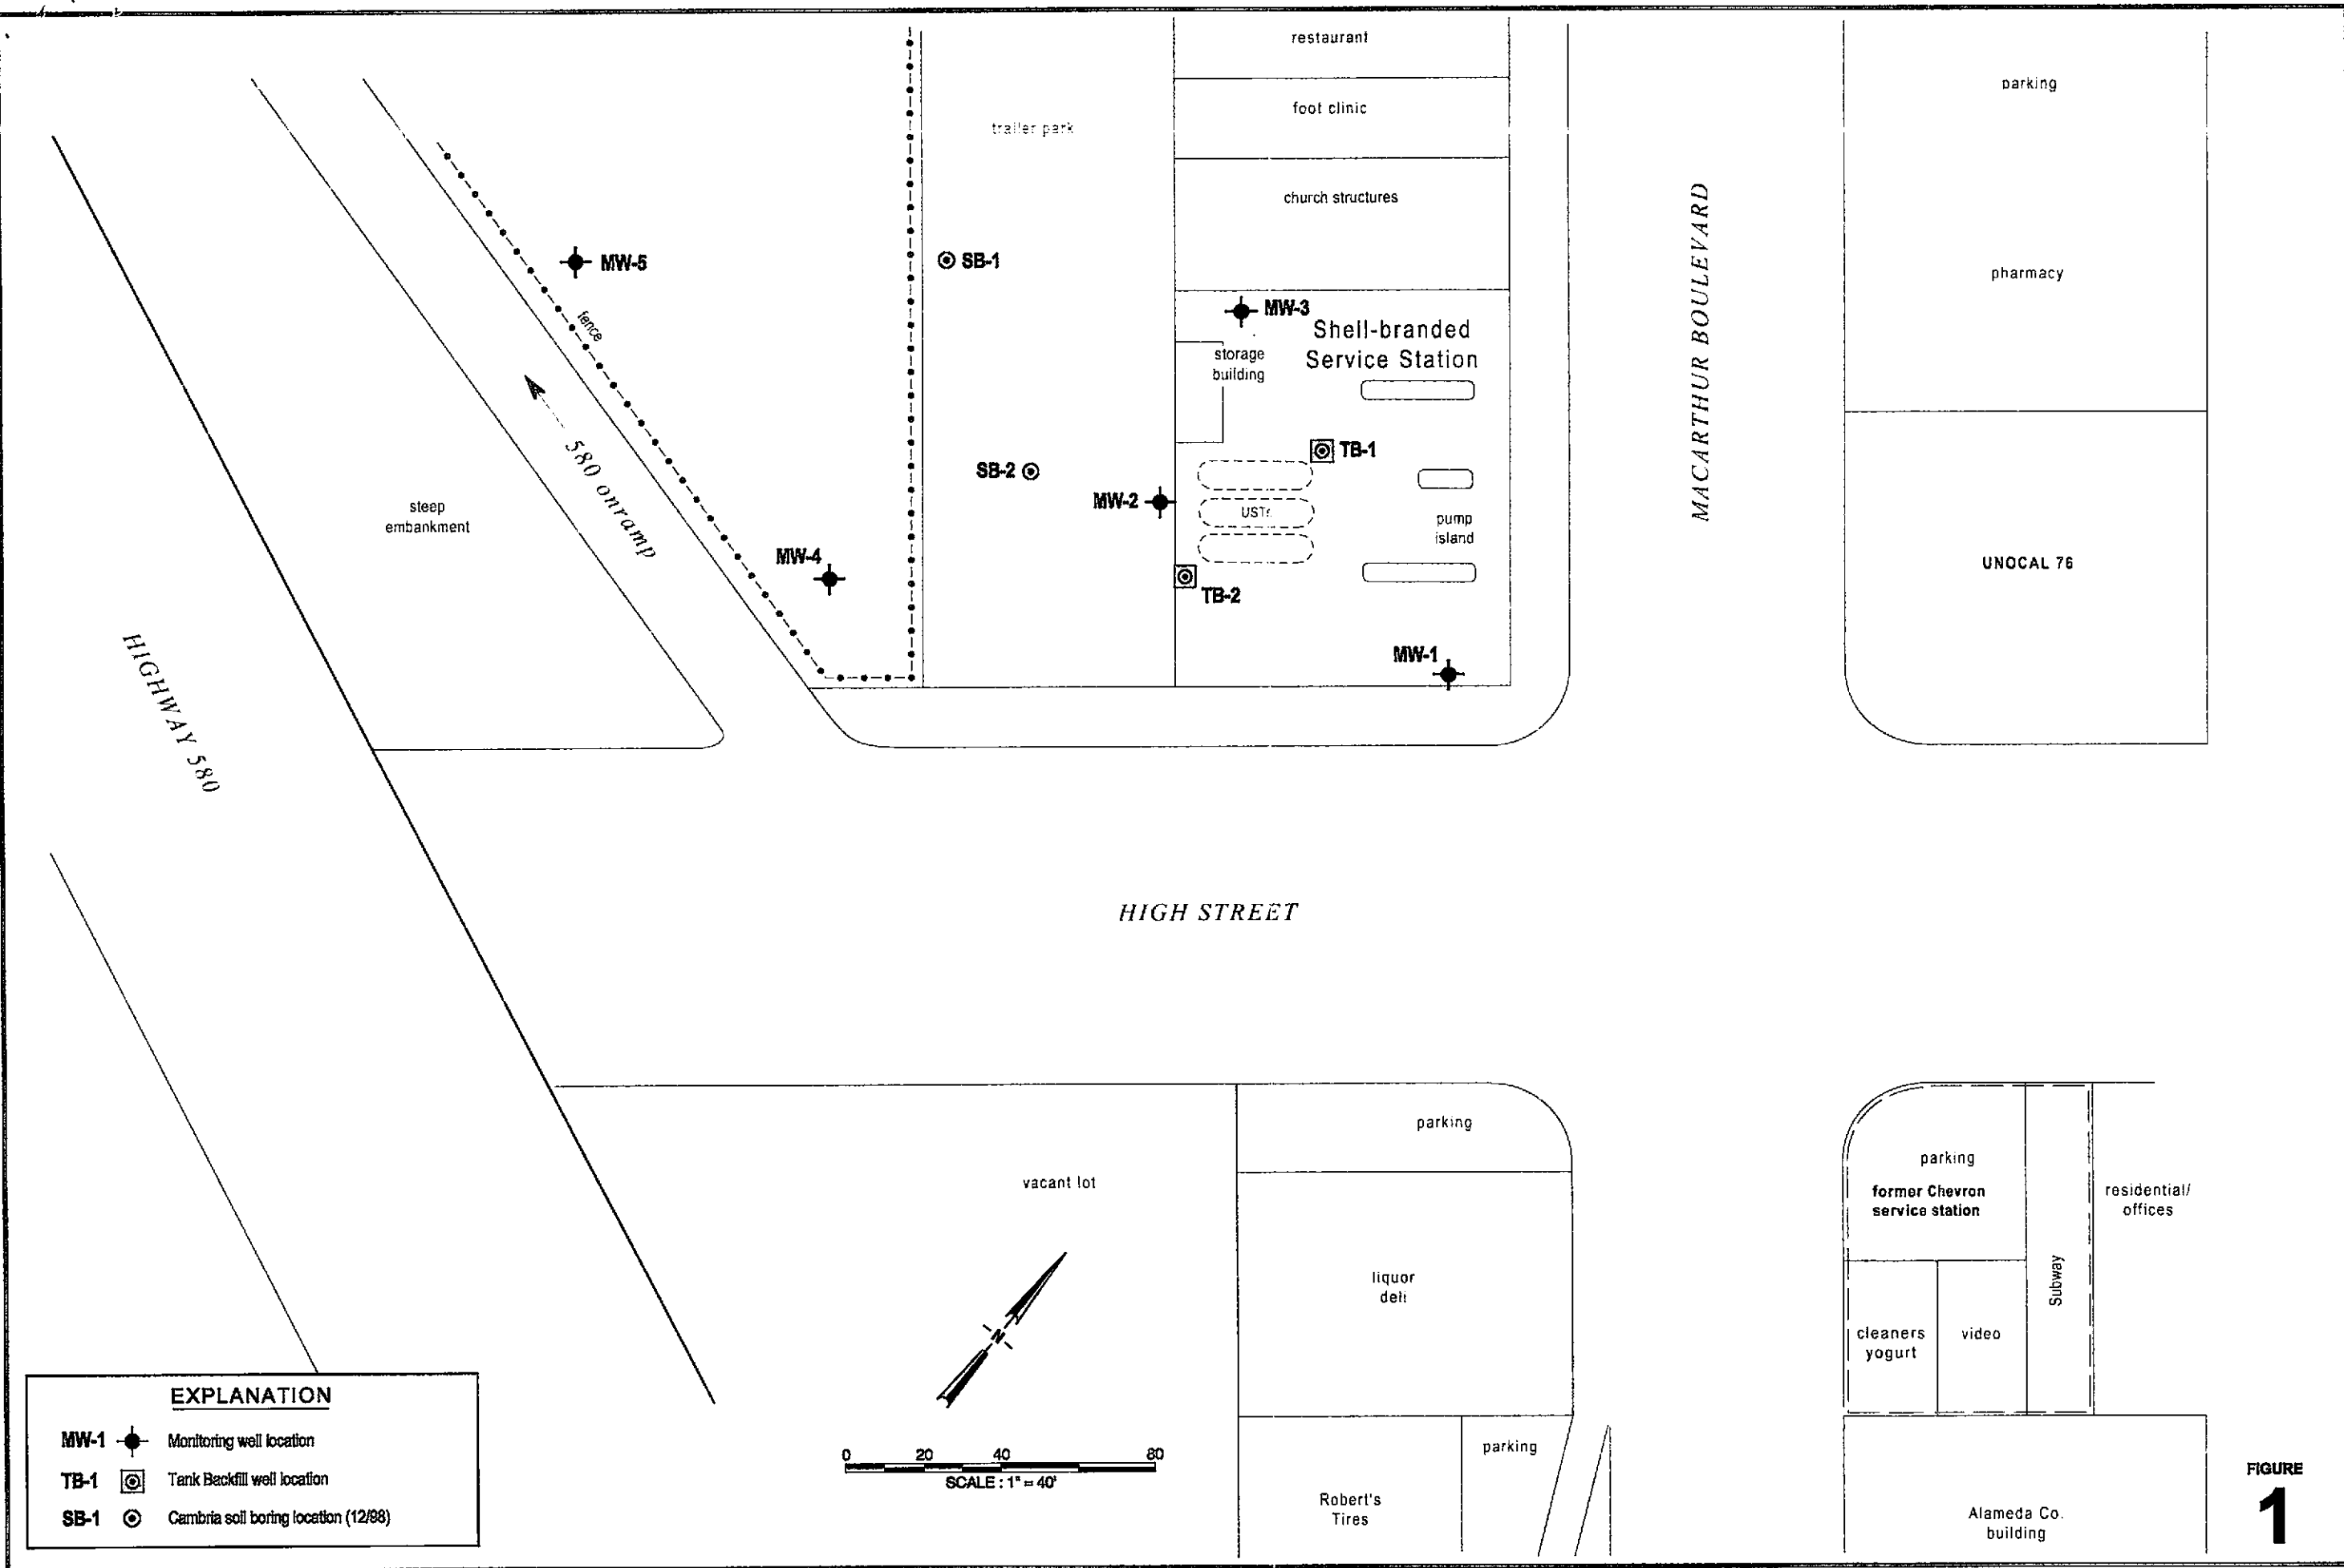 restaurant
parking
foot clinic
trailer park
church structures
MACARTHUR BOULEVARD
MW-5
SB-1
pharmacy
MW-3
fence
Shell-branded
Service Station
storage
building
580 onramp
TB-1
SB-2
steep
embankment
MW-2
USTs
pump
island
MW-4
UNOCAL 76
TB-2
MW-1
HIGHWAY 580
HIGH STREET
parking
vacant lot
parking
former Chevron
service station
residential/
offices
Subway
liquor
deli
cleaners
yogurt
video
N
EXPLANATION
MW-1 Monitoring well location
TB-1 Tank Backfill well location
SB-1 Cambria soil boring location (12/98)
0 20 40 80
SCALE : 1" = 40'
parking
Robert's
Tires
Alameda Co.
building
FIGURE
1